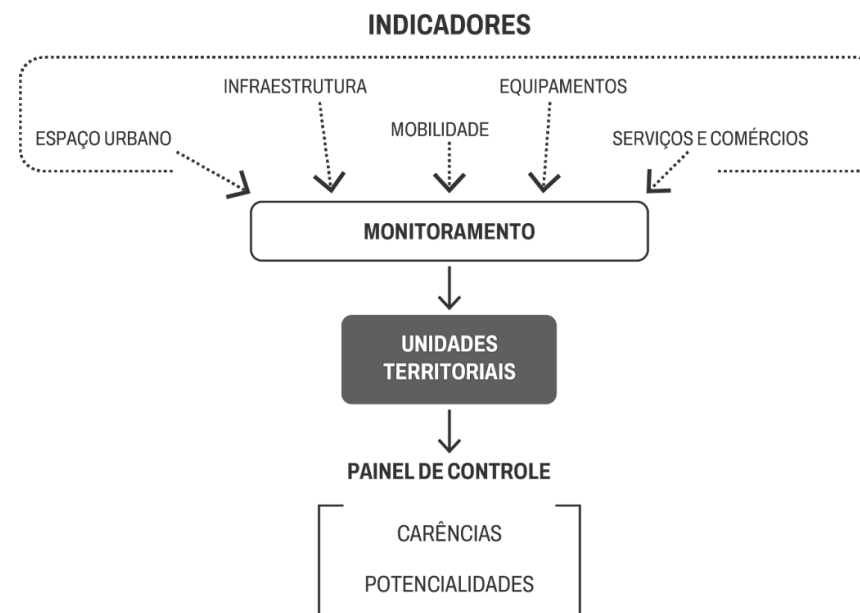 INDICADORES
INFRAESTRUTURA
EQUIPAMENTOS
MOBILIDADE
ESPAÇO URBANO
SERVIÇOS E COMÉRCIOS
MONITORAMENTO
UNIDADES
TERRITORIAIS
PAINEL DE CONTROLE
CARÊNCIAS
POTENCIALIDADES